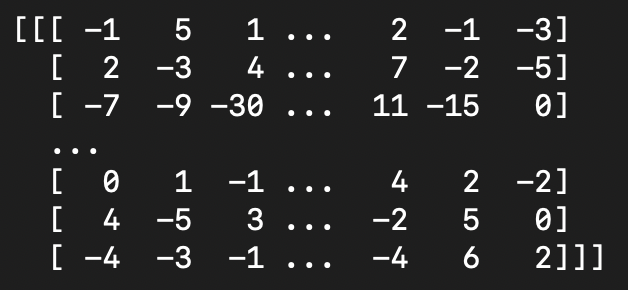 [[[ -1   5   1 ...   2  -1  -3]
  [  2  -3   4 ...   7  -2  -5]
  [ -7  -9 -30 ...  11 -15   0]
  ...
  [  0   1  -1 ...   4   2  -2]
  [  4  -5   3 ...  -2   5   0]
  [ -4  -3  -1 ...  -4   6   2]]]